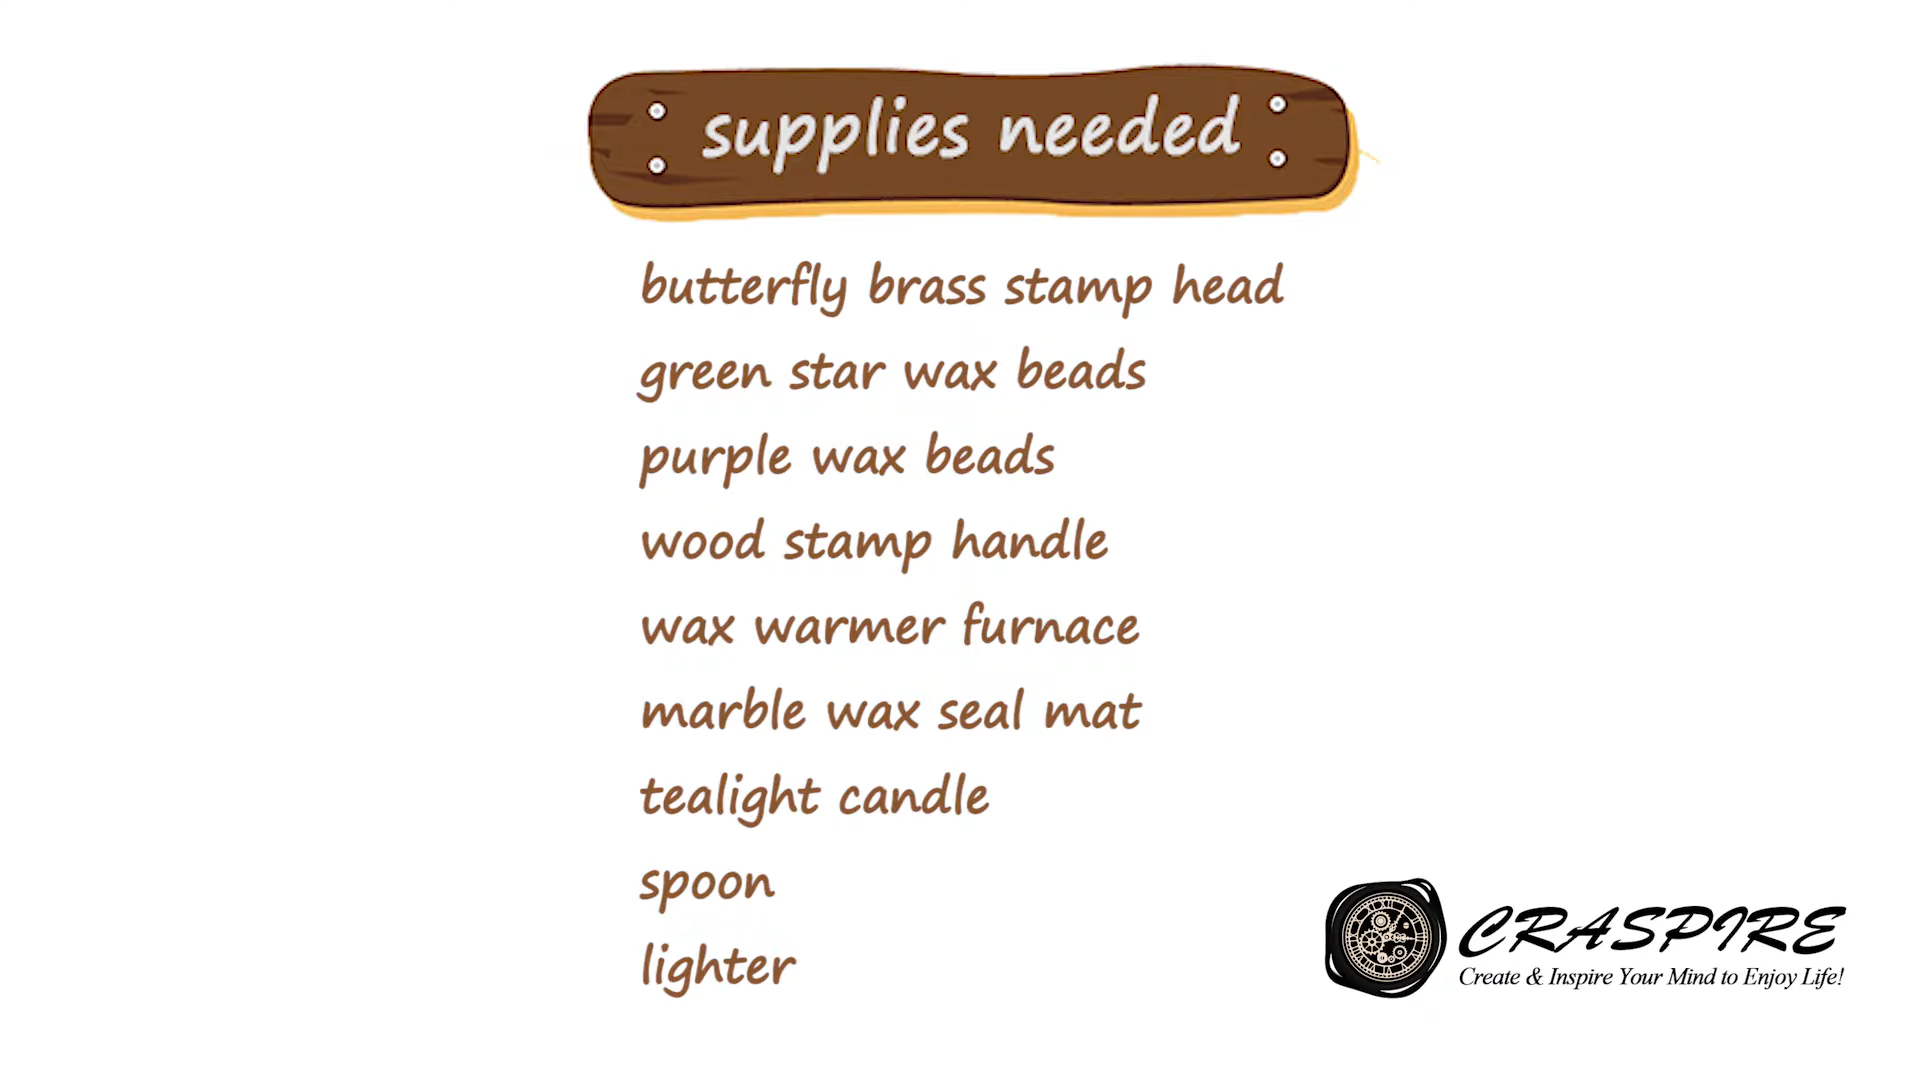 supplies needed
butterfly brass stamp head
green star wax beads
purple wax beads
wood stamp handle
wax warmer furnace
marble wax seal mat
tealight candle
spoon
lighter
CRASPIRE
Create & Inspire Your Mind to Enjoy Life!